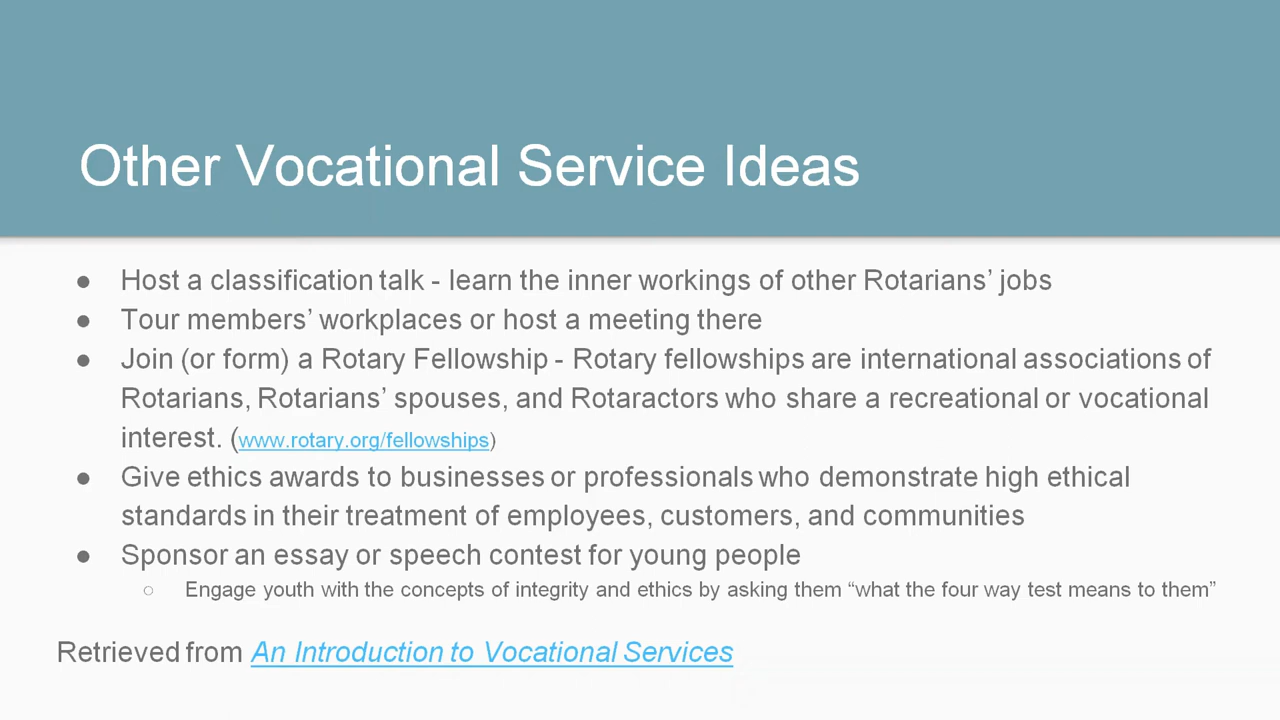 Other Vocational Service Ideas
● Host a classification talk - learn the inner workings of other Rotarians’ jobs
● Tour members’ workplaces or host a meeting there
● Join (or form) a Rotary Fellowship - Rotary fellowships are international associations of
Rotarians, Rotarians’ spouses, and Rotaractors who share a recreational or vocational
interest. (www.rotary.org/fellowships)
● Give ethics awards to businesses or professionals who demonstrate high ethical
standards in their treatment of employees, customers, and communities
● Sponsor an essay or speech contest for young people
○ Engage youth with the concepts of integrity and ethics by asking them “what the four way test means to them”
Retrieved from An Introduction to Vocational Services